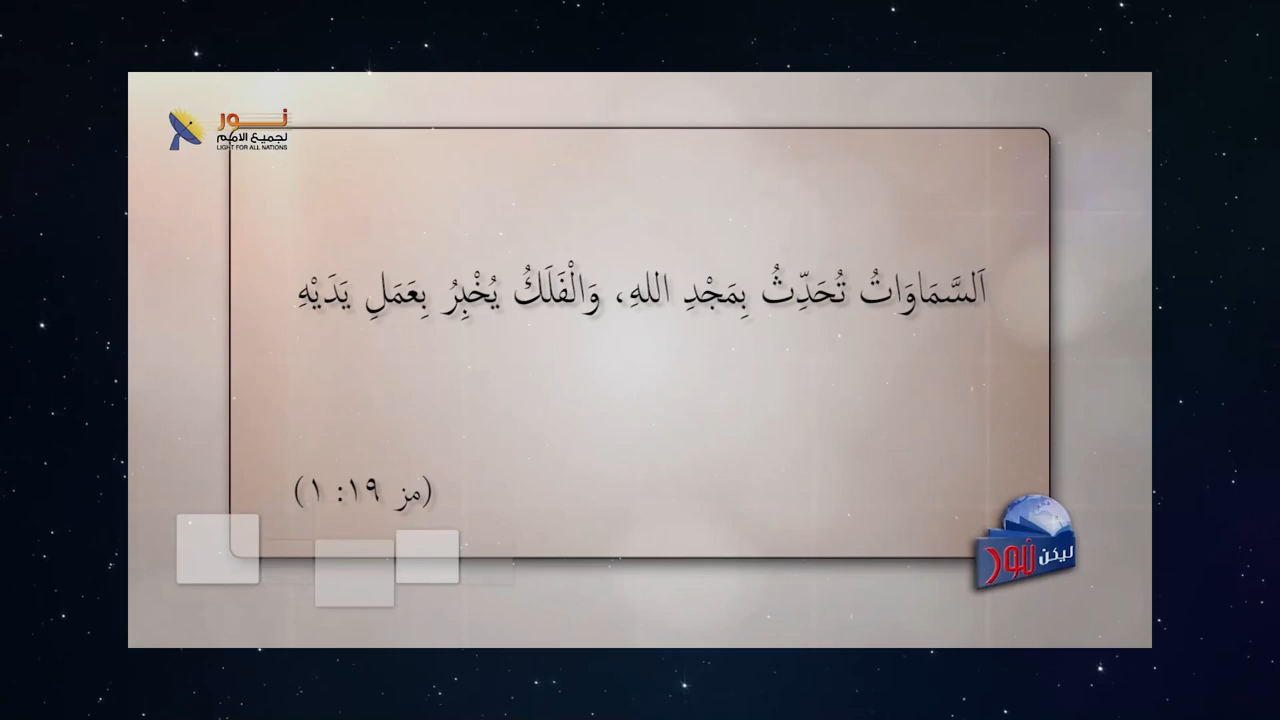 نور
لجميع الامم
LIGHT FOR ALL NATIONS
اَلسَّمَاوَاتُ تُحَدِّثُ بِمَجْدِ اللهِ، وَالْفَلَكُ يُخْبِرُ بِعَمَلِ يَدَيْهِ
(مز ١٩: ١)
ليكن نور